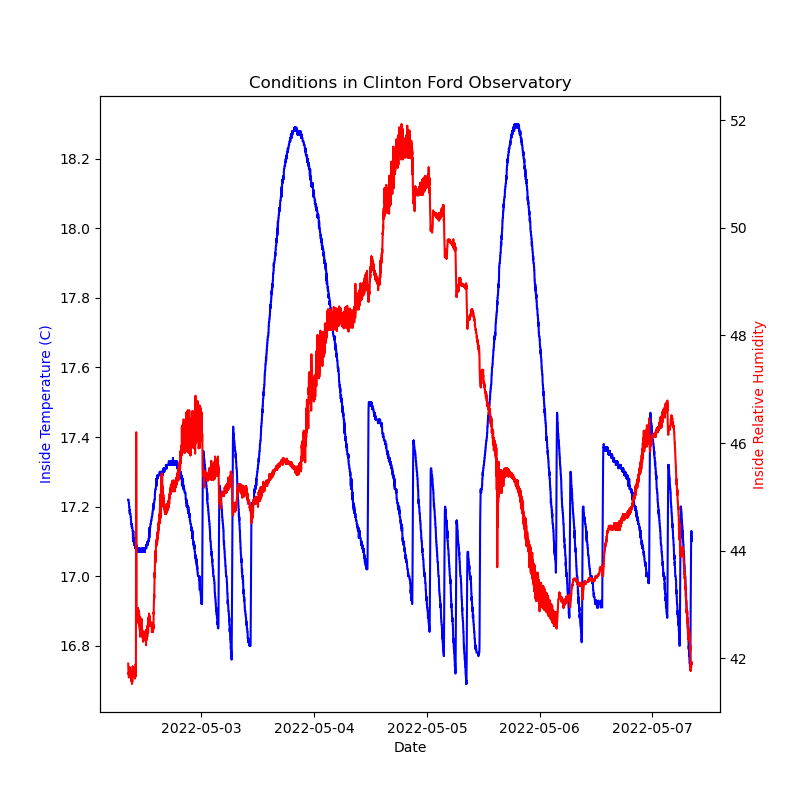 Conditions in Clinton Ford Observatory
Inside Temperature (C)
18.2
18.0
17.8
17.6
17.4
17.2
17.0
16.8
52
50
48
46
44
42
Inside Relative Humidity
2022-05-03 2022-05-04 2022-05-05 2022-05-06 2022-05-07
Date